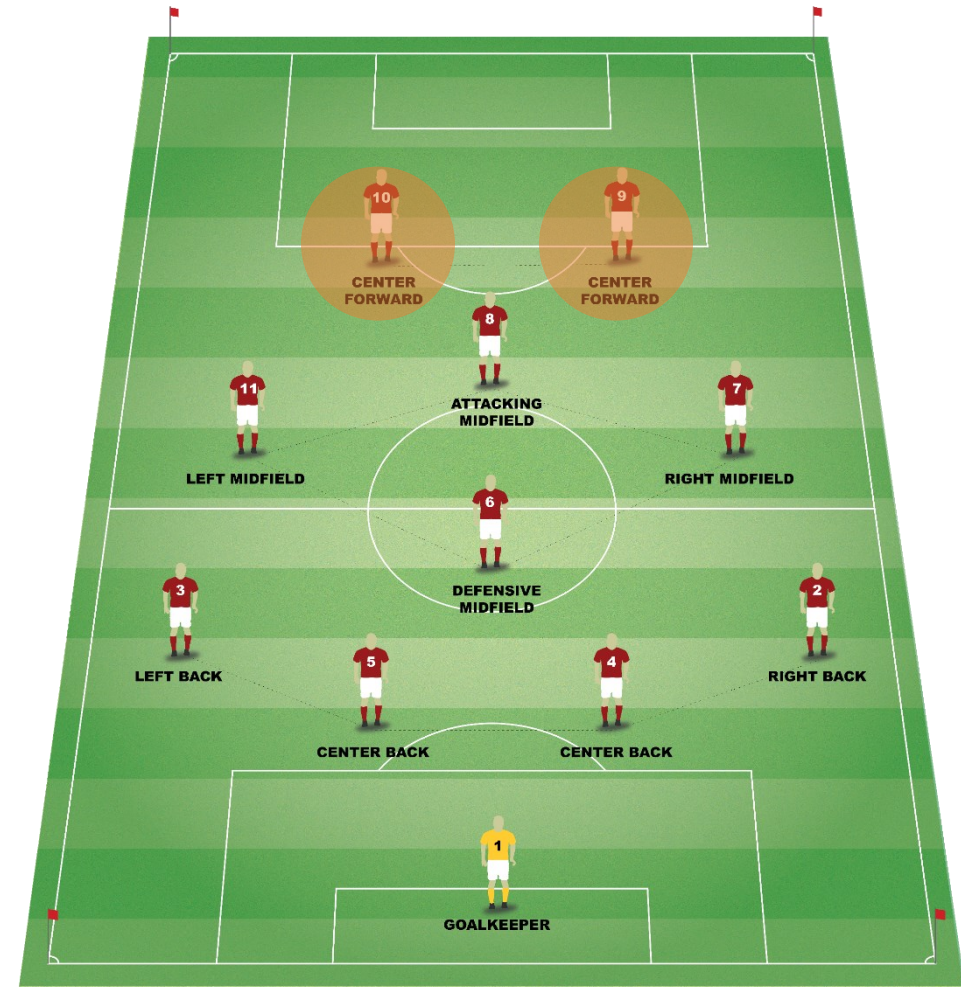 10
9
CENTER
FORWARD
CENTER
FORWARD
8
ATTACKING
MIDFIELD
11
7
LEFT MIDFIELD
RIGHT MIDFIELD
6
DEFENSIVE
MIDFIELD
3
2
LEFT BACK
RIGHT BACK
5
4
CENTER BACK
CENTER BACK
1
GOALKEEPER